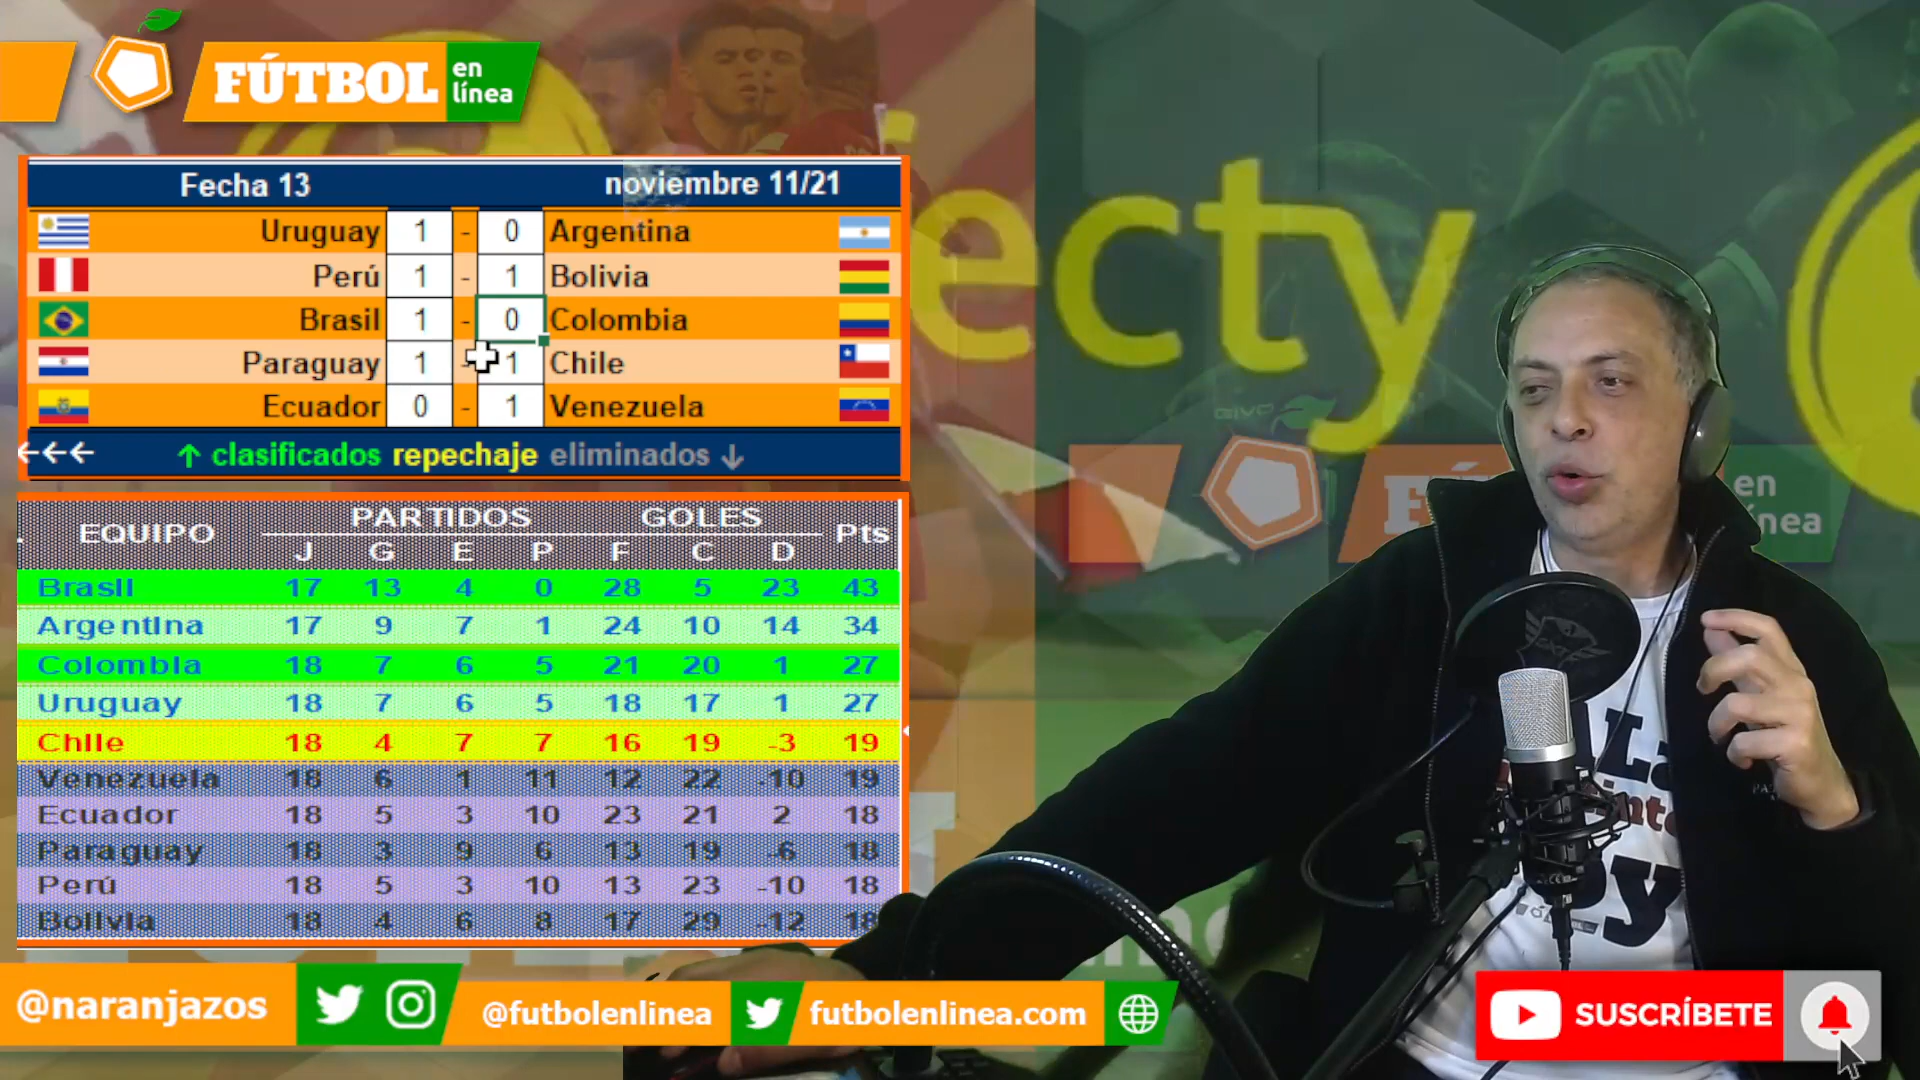 FÚTBOL en línea
Fecha 13 noviembre 11/21
Uruguay 1 - 0 Argentina
Perú 1 - 1 Bolivia
Brasil 1 - 0 Colombia
Paraguay 1 - 1 Chile
Ecuador 0 - 1 Venezuela
←←← ↑ clasificados repechaje eliminados ↓
EQUIPO PARTIDOS GOLES Pts
J G E P F C D
Brasil 17 13 4 0 28 5 23 43
Argentina 17 9 7 1 24 10 14 34
Colombia 18 7 6 5 21 20 1 27
Uruguay 18 7 6 5 18 17 1 27
Chile 18 4 7 7 16 19 -3 19
Venezuela 18 6 1 11 12 22 -10 19
Ecuador 18 5 3 10 23 21 2 18
Paraguay 18 3 9 6 13 19 -6 18
Perú 18 5 3 10 13 23 -10 18
Bolivia 18 4 6 8 17 29 -12 18
ecty
en
línea
@naranjazos @futbolenlinea futbolenlinea.com
SUSCRÍBETE